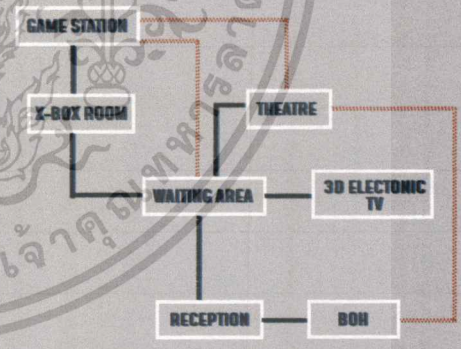 GAME STATION
X-BOX ROOM
THEATRE
WAITING AREA
3D ELECTONIC
TV
RECEPTION
BOH